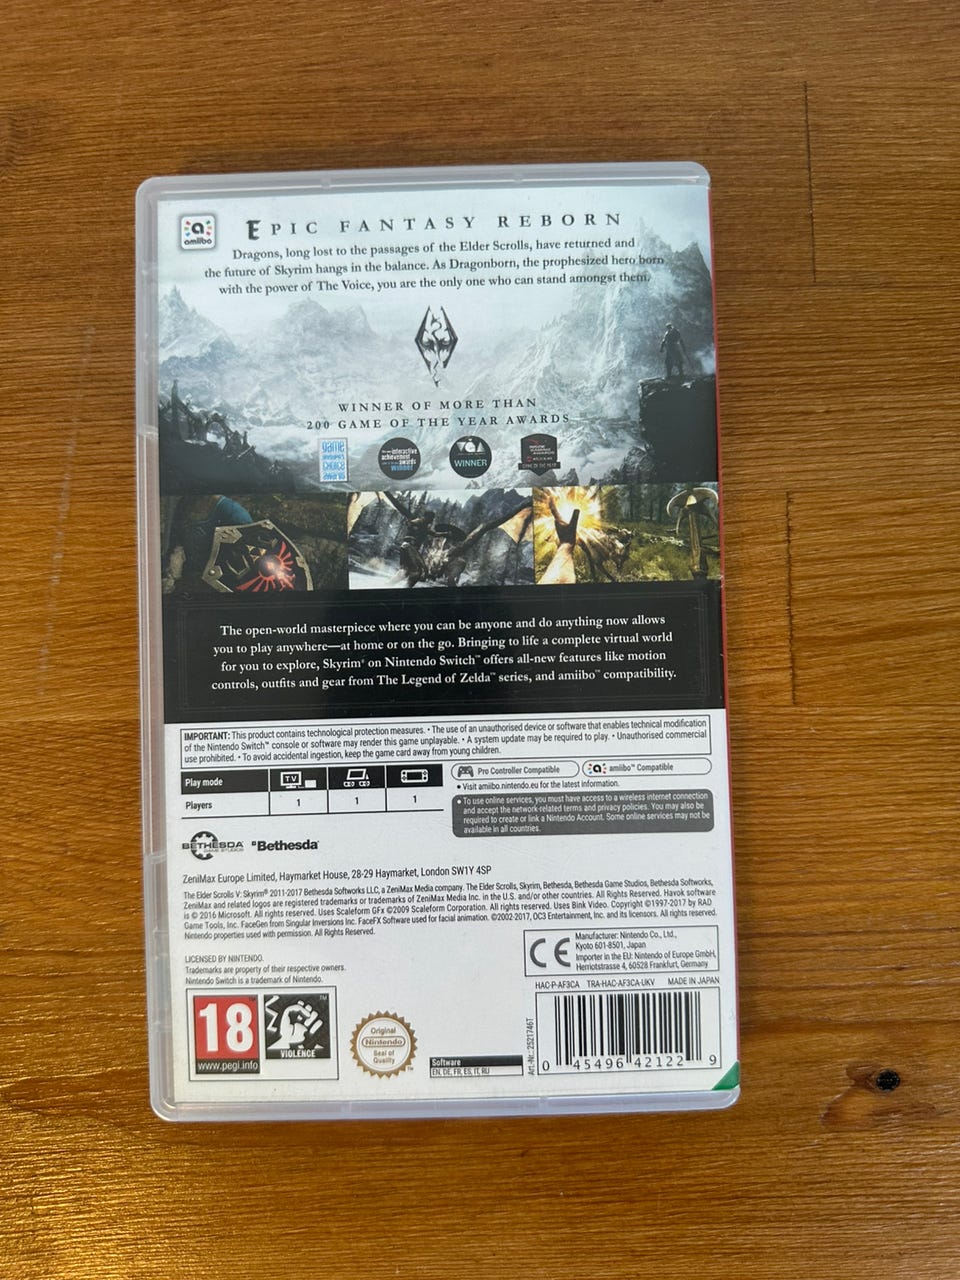 amiibo
EPIC FANTASY REBORN
Dragons, long lost to the passages of the Elder Scrolls, have returned and
the future of Skyrim hangs in the balance. As Dragonborn, the prophesized hero born
with the power of The Voice, you are the only one who can stand amongst them.
WINNER OF MORE THAN
200 GAME OF THE YEAR AWARDS
game
choice
interactive
achievement
awards
winner
VGA
WINNER
The open-world masterpiece where you can be anyone and do anything now allows
you to play anywhere—at home or on the go. Bringing to life a complete virtual world
for you to explore, Skyrim® on Nintendo Switch™ offers all-new features like motion
controls, outfits and gear from The Legend of Zelda™ series, and amiibo™ compatibility.
IMPORTANT: This product contains technological protection measures. • The use of an unauthorised device or software that enables technical modification
of the Nintendo Switch™ console or software may render this game unplayable. • A system update may be required to play. • Unauthorised commercial
use prohibited. • To avoid accidental ingestion, keep the game card away from young children.
Play mode TV
Players 1 1 1
Pro Controller Compatible amiibo™ Compatible
• Visit amiibo.nintendo.eu for the latest information.
• To use online services, you must have access to a wireless internet connection
and accept the network-related terms and privacy policies. You may also be
required to create or link a Nintendo Account. Some online services may not be
available in all countries.
BETHESDA
GAME STUDIOS
Bethesda
ZeniMax Europe Limited, Haymarket House, 28-29 Haymarket, London SW1Y 4SP
The Elder Scrolls V: Skyrim® 2011-2017 Bethesda Softworks LLC, a ZeniMax Media company. The Elder Scrolls, Skyrim, Bethesda, Bethesda Game Studios, Bethesda Softworks,
ZeniMax and related logos are registered trademarks or trademarks of ZeniMax Media Inc. in the U.S. and/or other countries. All Rights Reserved. Havok software
is © 2016 Microsoft. All rights reserved. Uses Scaleform GFx ©2009 Scaleform Corporation. All rights reserved. Uses Bink Video. Copyright ©1997-2017 by RAD
Game Tools, Inc. FaceGen from Singular Inversions Inc. FaceFX Software used for facial animation. ©2002-2017, OC3 Entertainment, Inc. and its licensors. All rights reserved.
Nintendo properties used with permission. All Rights Reserved.
LICENSED BY NINTENDO.
Trademarks are property of their respective owners.
Nintendo Switch is a trademark of Nintendo.
CE
Manufacturer: Nintendo Co., Ltd.,
Kyoto 601-8501, Japan
Importer in the EU: Nintendo of Europe GmbH,
Herriotstrasse 4, 60528 Frankfurt, Germany
HAC-P-AF3CA TRA-HAC-AF3CA-UKV MADE IN JAPAN
18
www.pegi.info
VIOLENCE
Original
Nintendo
Seal of
Quality
Software
EN, DE, FR, ES, IT, RU
Art.-Nr.: 2521746T
0 45496 42122 9